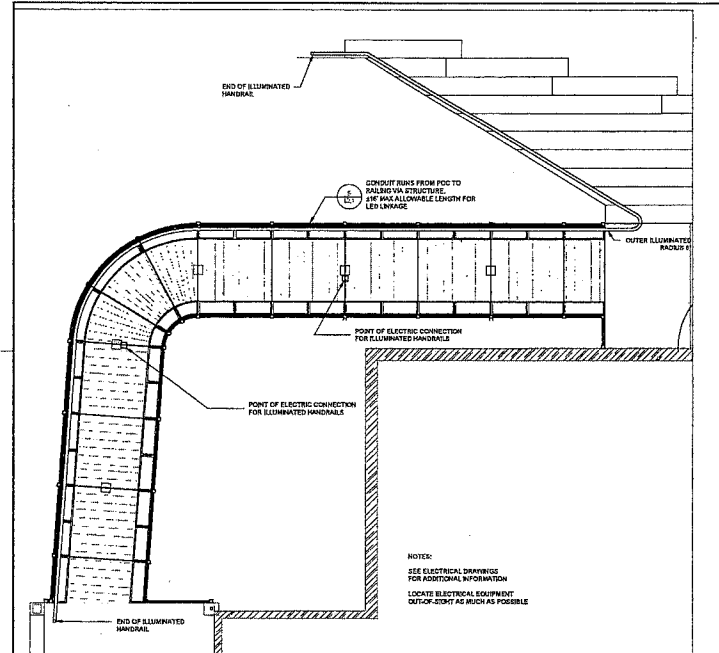 END OF ILLUMINATED
HANDRAIL
CONDUIT RUNS FROM POC TO
RAILING VIA STRUCTURE.
±16' MAX ALLOWABLE LENGTH FOR
LED LINKAGE
OUTER ILLUMINATED
RADIUS
POINT OF ELECTRIC CONNECTION
FOR ILLUMINATED HANDRAILS
POINT OF ELECTRIC CONNECTION
FOR ILLUMINATED HANDRAILS
NOTES:
SEE ELECTRICAL DRAWINGS
FOR ADDITIONAL INFORMATION
LOCATE ELECTRICAL EQUIPMENT
OUT-OF-SIGHT AS MUCH AS POSSIBLE
END OF ILLUMINATED
HANDRAIL